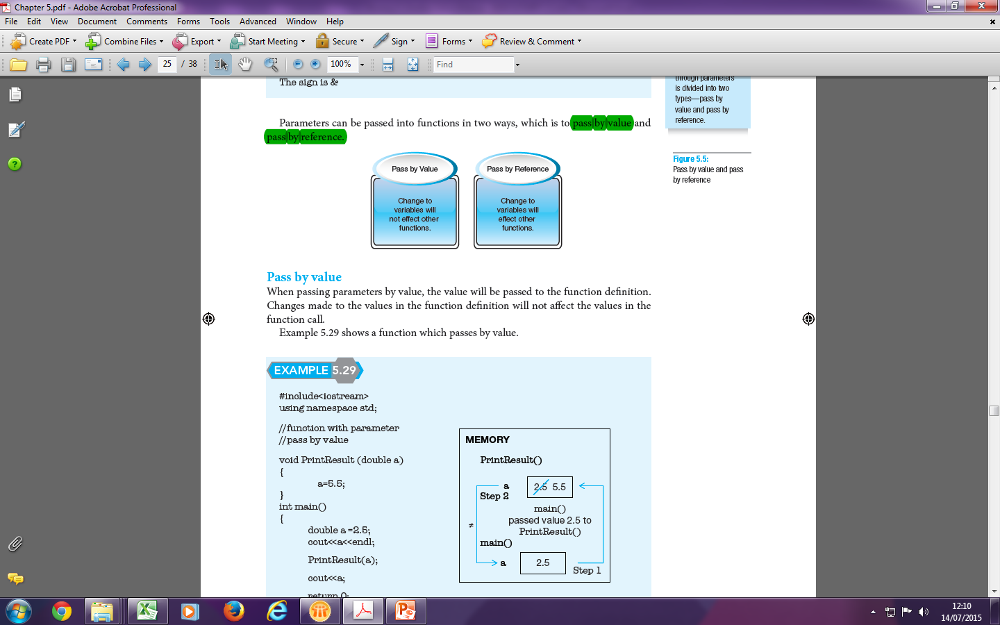 Chapter 5.pdf - Adobe Acrobat Professional
File Edit View Document Comments Forms Tools Advanced Window Help
Create PDF Combine Files Export Start Meeting Secure Sign Forms Review & Comment
25 / 38 100% Find
The sign is &
through parameters
is divided into two
types—pass by
value and pass by
reference.
Parameters can be passed into functions in two ways, which is to pass by value and
pass by reference.
Pass by Value
Change to
variables will
not effect other
functions.
Pass by Reference
Change to
variables will
effect other
functions.
Figure 5.5:
Pass by value and pass
by reference
Pass by value
When passing parameters by value, the value will be passed to the function definition.
Changes made to the values in the function definition will not affect the values in the
function call.
Example 5.29 shows a function which passes by value.
EXAMPLE 5.29
#include<iostream>
using namespace std;
//function with parameter
//pass by value
void PrintResult (double a)
{
a=5.5;
}
int main()
{
double a =2.5;
cout<<a<<endl;
PrintResult(a);
cout<<a;
return 0;
MEMORY
PrintResult()
a 2.5 5.5
Step 2
main()
passed value 2.5 to
PrintResult()
≠
main()
a 2.5
Step 1
12:10
14/07/2015